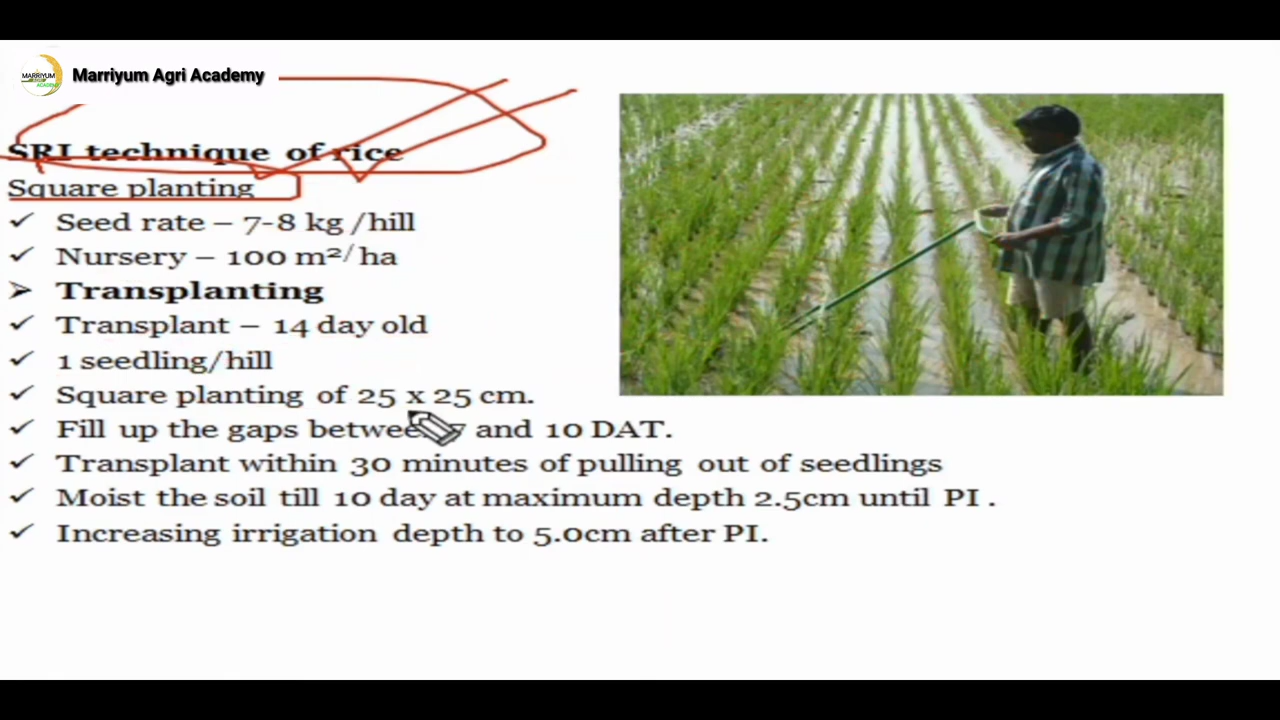 MARRIYUM
ACADEMY
Marriyum Agri Academy
SRI technique of rice
Square planting
✓ Seed rate – 7-8 kg /hill
✓ Nursery – 100 m²/ ha
➢ Transplanting
✓ Transplant – 14 day old
✓ 1 seedling/hill
✓ Square planting of 25 x 25 cm.
✓ Fill up the gaps and 10 DAT.
✓ Transplant within 30 minutes of pulling out of seedlings
✓ Moist the soil till 10 day at maximum depth 2.5cm until PI .
✓ Increasing irrigation depth to 5.0cm after PI.